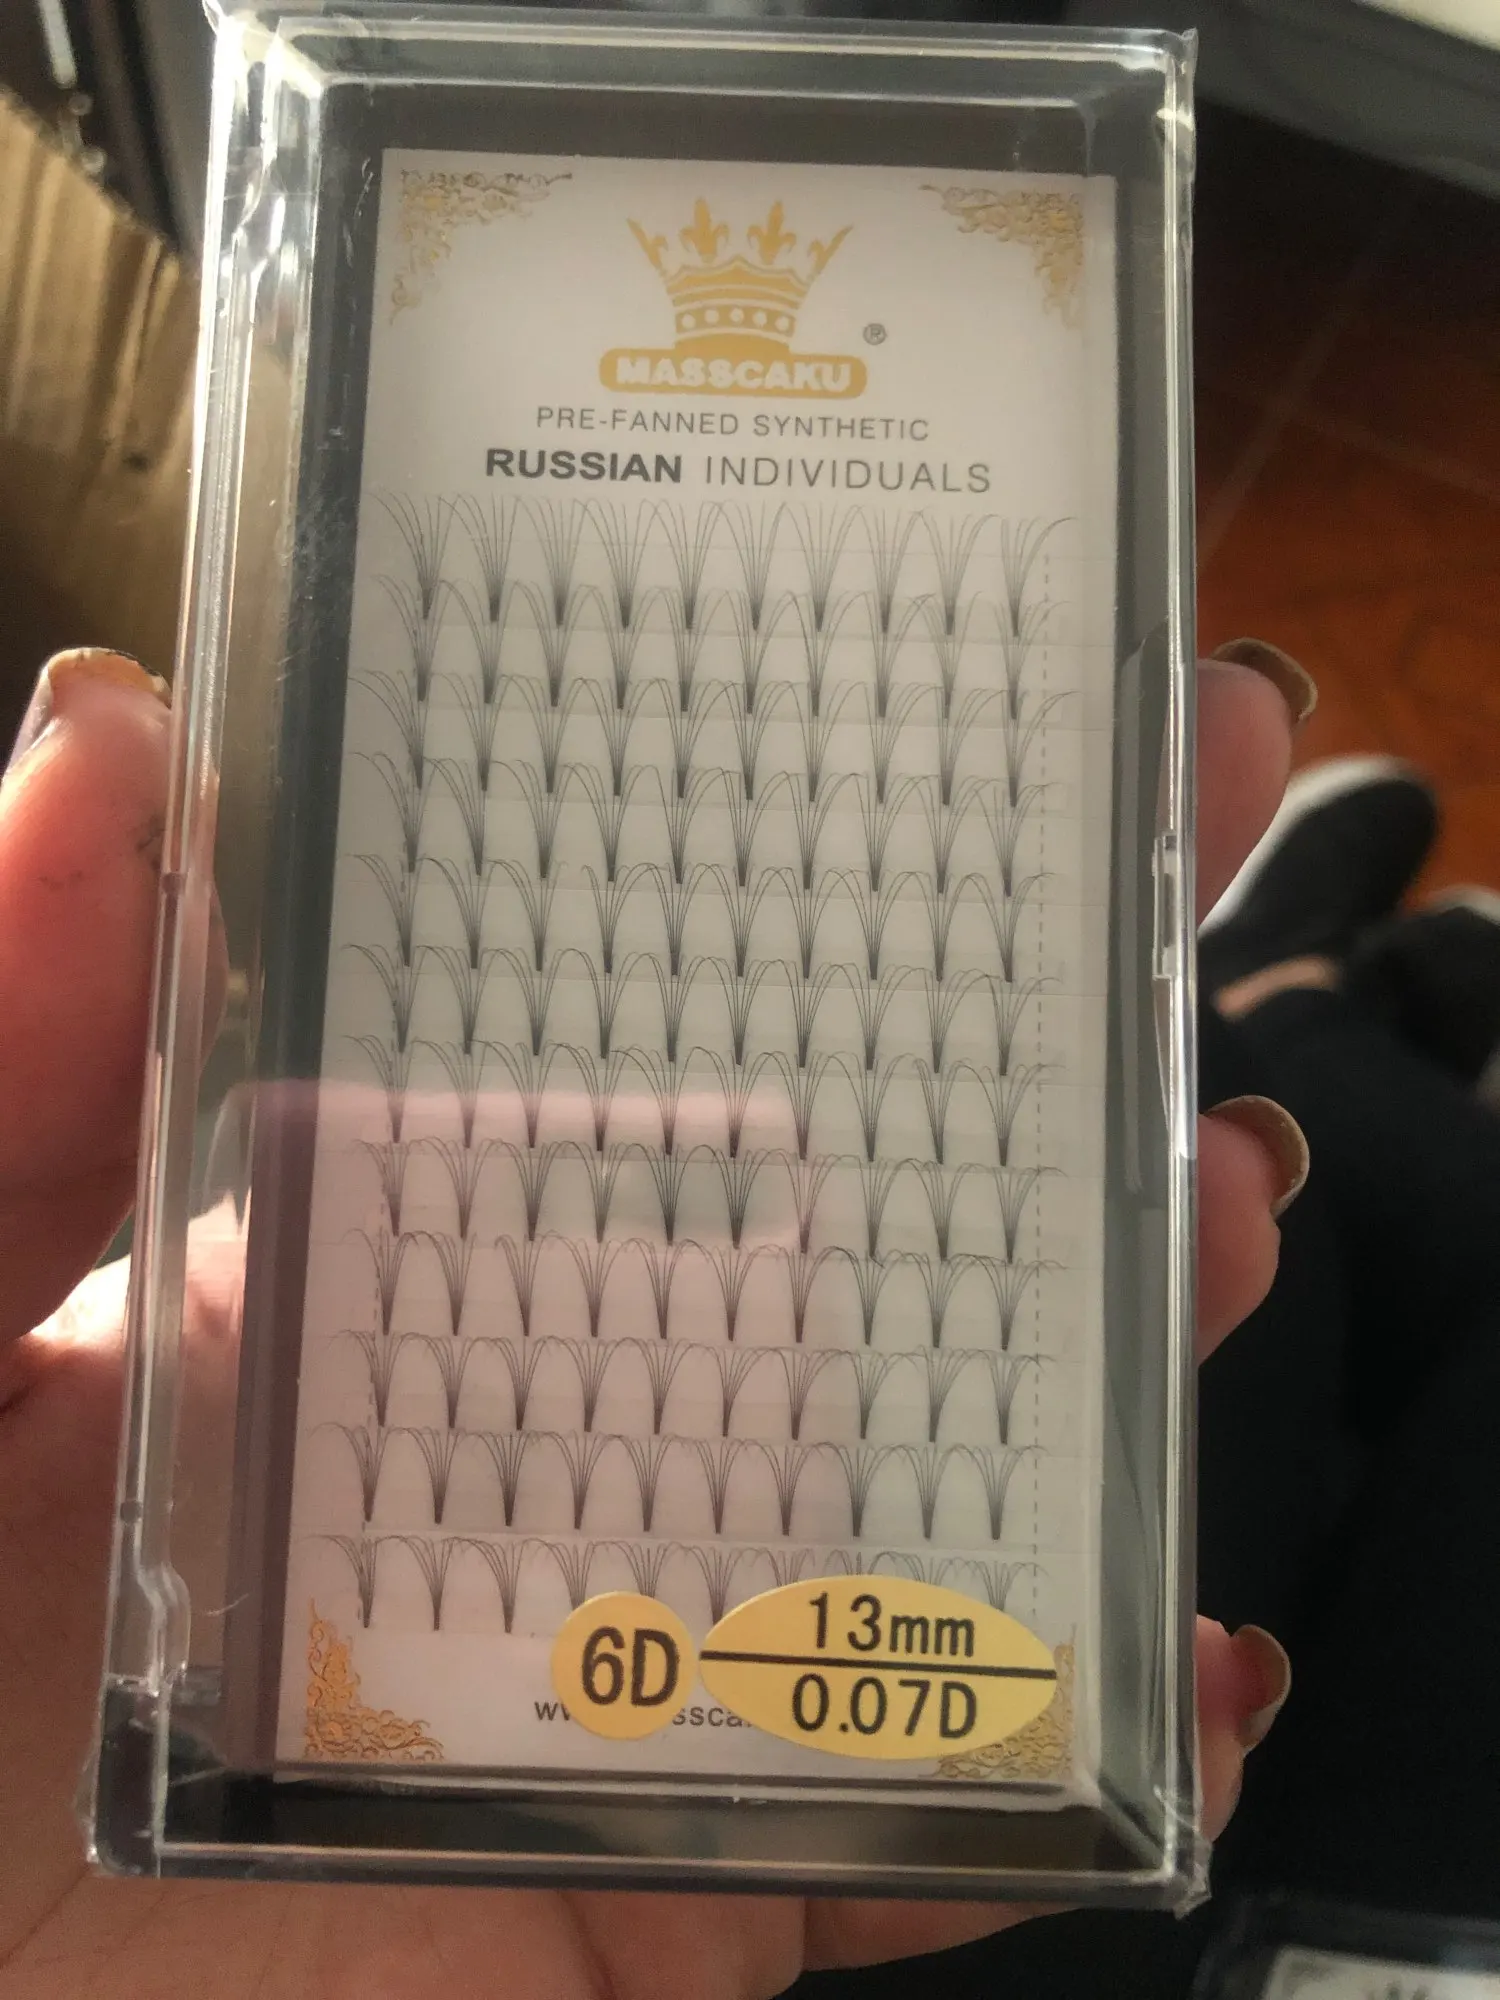 ®
MASSCAKU
PRE-FANNED SYNTHETIC
RUSSIAN INDIVIDUALS
6D
13mm
0.07D